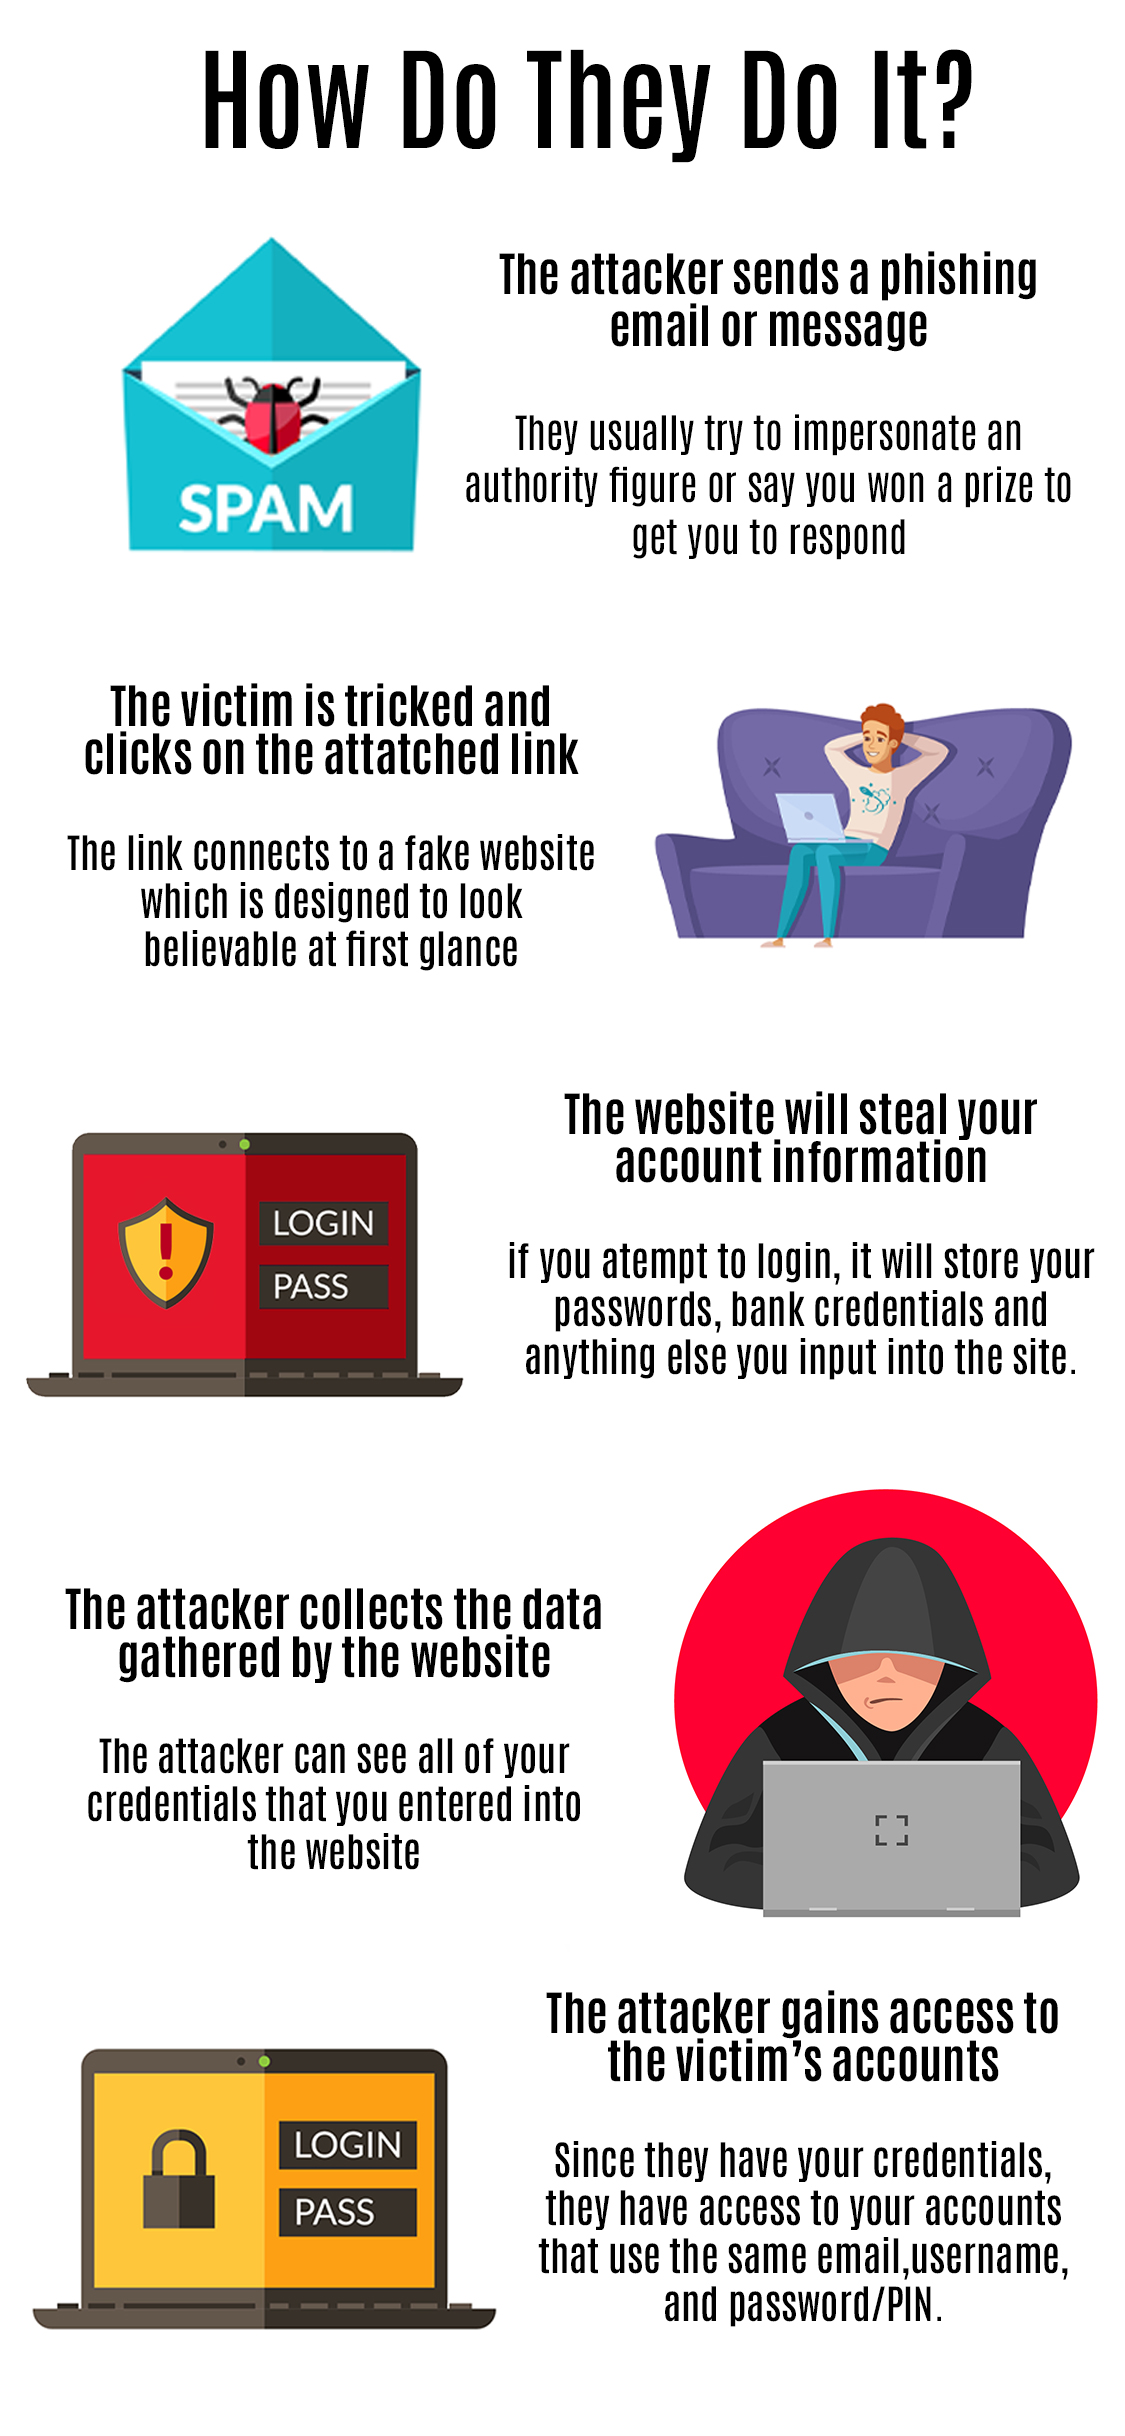 How Do They Do It?
The attacker sends a phishing
email or message
They usually try to impersonate an
authority figure or say you won a prize to
get you to respond
SPAM
The victim is tricked and
clicks on the attatched link
The link connects to a fake website
which is designed to look
believable at first glance
The website will steal your
account information
if you atempt to login, it will store your
passwords, bank credentials and
anything else you input into the site.
LOGIN
PASS
The attacker collects the data
gathered by the website
The attacker can see all of your
credentials that you entered into
the website
The attacker gains access to
the victim's accounts
Since they have your credentials,
they have access to your accounts
that use the same email,username,
and password/PIN.
LOGIN
PASS